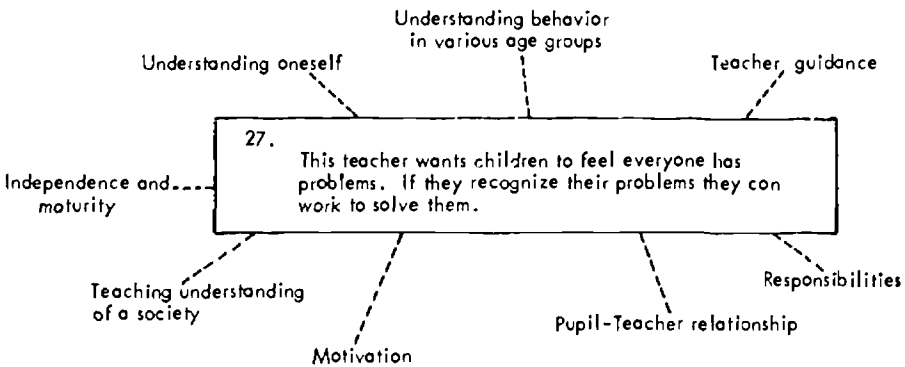 Understanding behavior
in various age groups
Understanding oneself
Teacher guidance
27.
This teacher wants children to feel everyone has
problems. If they recognize their problems they can
work to solve them.
Independence and
maturity
Teaching understanding
of a society
Responsibilities
Pupil-Teacher relationship
Motivation